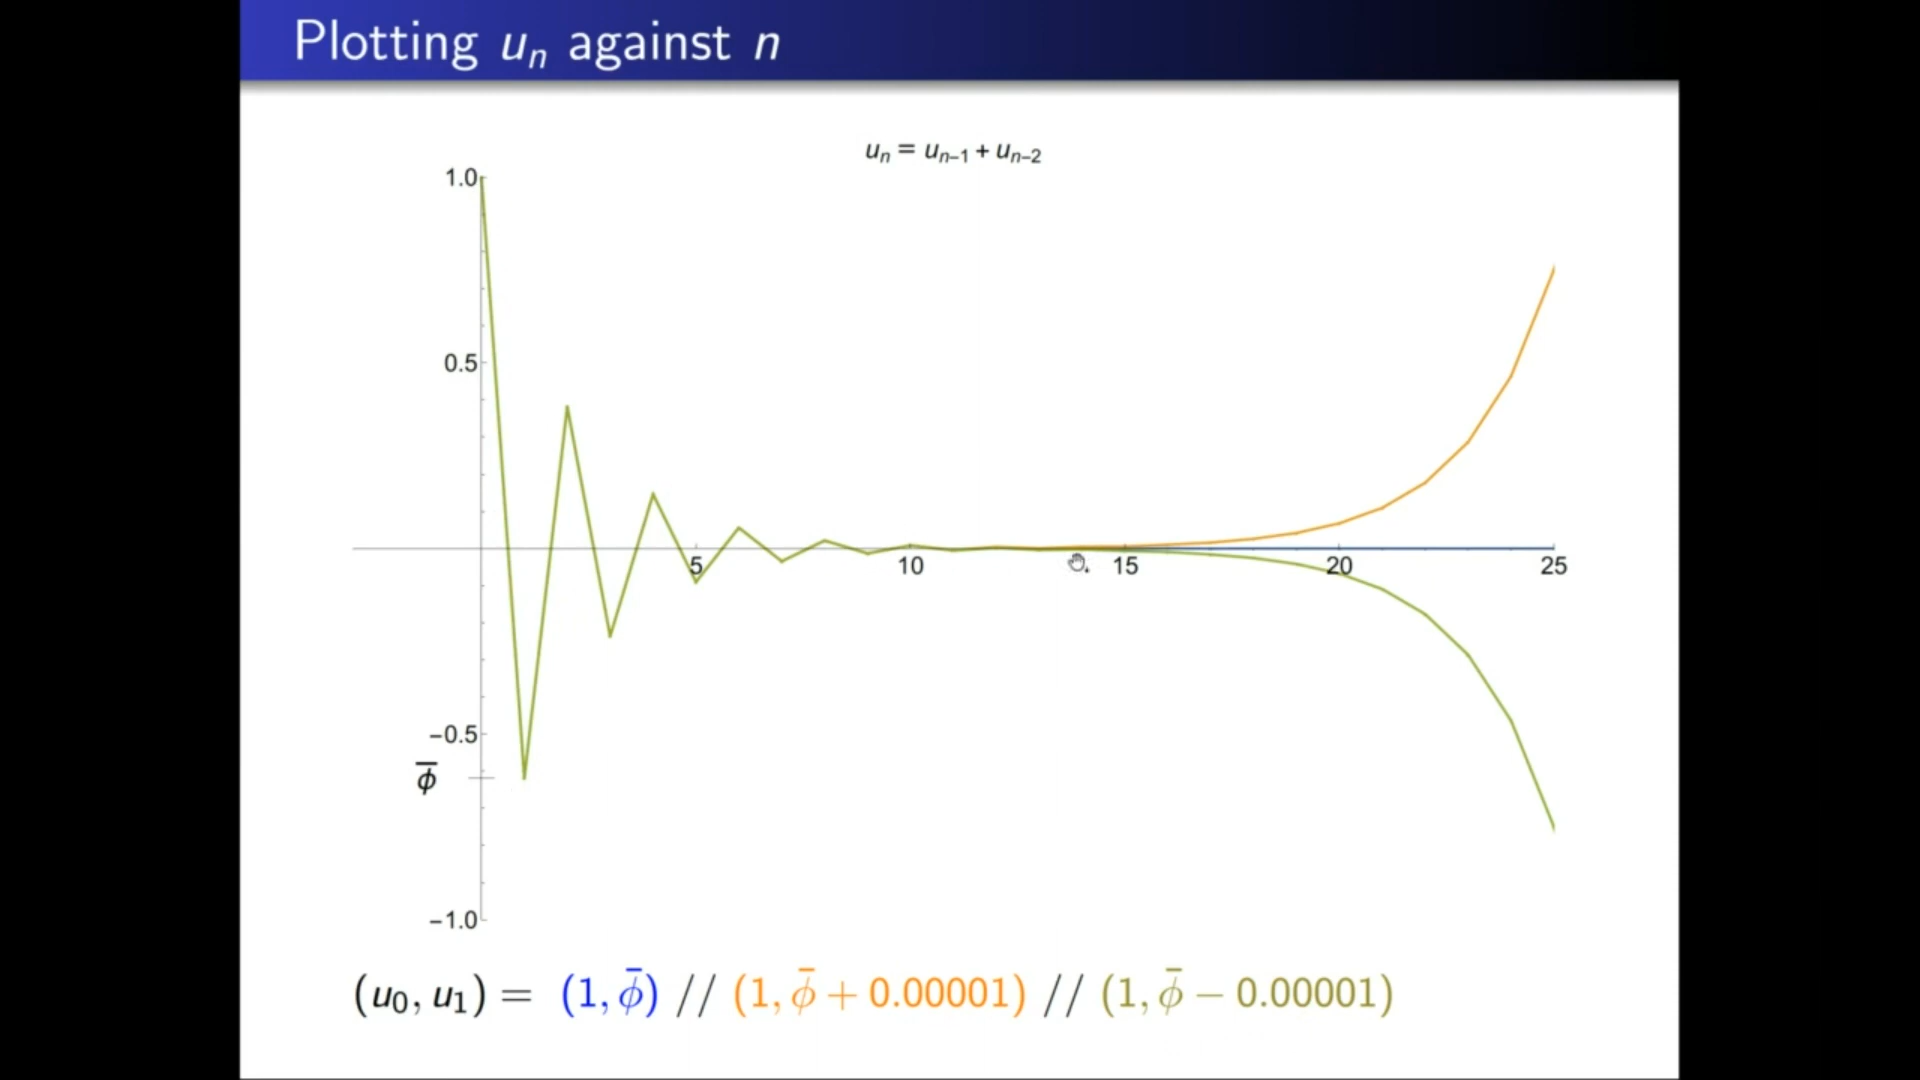 Plotting uₙ against n
uₙ = uₙ₋₁ + uₙ₋₂
1.0
0.5
5 10 15 20 25
−0.5
ϕ̅
−1.0
(u₀, u₁) = (1, ϕ̄) // (1, ϕ̄ + 0.00001) // (1, ϕ̄ − 0.00001)